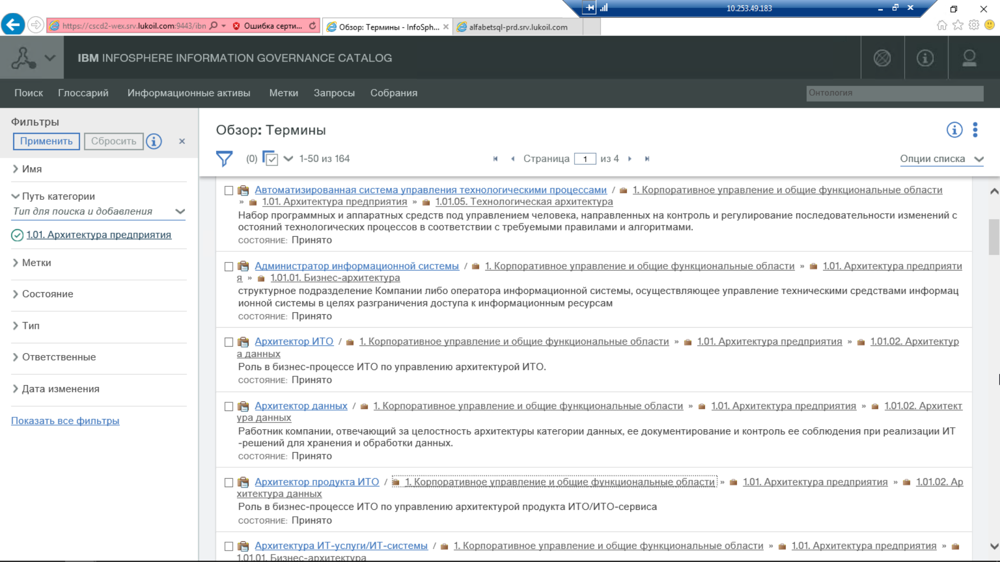 10.253.49.183
https://cscd2-wex.srv.lukoil.com:9443/ibn
Ошибка серти...
Обзор: Термины - InfoSph...
alfabetsql-prd.srv.lukoil.com
IBM INFOSPHERE INFORMATION GOVERNANCE CATALOG
Поиск Глоссарий Информационные активы Метки Запросы Собрания
Онтология
Фильтры
Применить Сбросить
Имя
Путь категории
Тип для поиска и добавления
1.01. Архитектура предприятия
Метки
Состояние
Тип
Ответственные
Дата изменения
Показать все фильтры
Обзор: Термины
(0) 1-50 из 164 Страница 1 из 4 Опции списка
Автоматизированная система управления технологическими процессами / 1. Корпоративное управление и общие функциональные области
» 1.01. Архитектура предприятия » 1.01.05. Технологическая архитектура
Набор программных и аппаратных средств под управлением человека, направленных на контроль и регулирование последовательности изменений с
остояний технологических процессов в соответствии с требуемыми правилами и алгоритмами.
СОСТОЯНИЕ: Принято
Администратор информационной системы / 1. Корпоративное управление и общие функциональные области » 1.01. Архитектура предприяти
я » 1.01.01. Бизнес-архитектура
структурное подразделение Компании либо оператора информационной системы, осуществляющее управление техническими средствами информац
ионной системы в целях разграничения доступа к информационным ресурсам
СОСТОЯНИЕ: Принято
Архитектор ИТО / 1. Корпоративное управление и общие функциональные области » 1.01. Архитектура предприятия » 1.01.02. Архитектур
а данных
Роль в бизнес-процессе ИТО по управлению архитектурой ИТО.
СОСТОЯНИЕ: Принято
Архитектор данных / 1. Корпоративное управление и общие функциональные области » 1.01. Архитектура предприятия » 1.01.02. Архитект
ура данных
Работник компании, отвечающий за целостность архитектуры категории данных, ее документирование и контроль ее соблюдения при реализации ИТ
-решений для хранения и обработки данных.
СОСТОЯНИЕ: Принято
Архитектор продукта ИТО / 1. Корпоративное управление и общие функциональные области » 1.01. Архитектура предприятия » 1.01.02. Ар
хитектура данных
Роль в бизнес-процессе ИТО по управлению архитектурой продукта ИТО/ИТО-сервиса
СОСТОЯНИЕ: Принято
Архитектура ИТ-услуги/ИТ-системы / 1. Корпоративное управление и общие функциональные области » 1.01. Архитектура предприятия »
1.01.01. Бизнес-архитектура